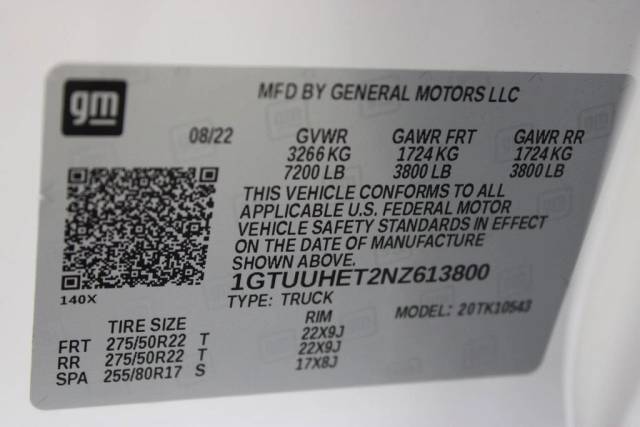 gm
MFD BY GENERAL MOTORS LLC
08/22 GVWR GAWR FRT GAWR RR
3266 KG 1724 KG 1724 KG
7200 LB 3800 LB 3800 LB
THIS VEHICLE CONFORMS TO ALL
APPLICABLE U.S. FEDERAL MOTOR
VEHICLE SAFETY STANDARDS IN EFFECT
ON THE DATE OF MANUFACTURE
SHOWN ABOVE.
1GTUUHET2NZ613800
140X
TYPE: TRUCK
MODEL: 20TK10543
TIRE SIZE RIM
FRT 275/50R22 T 22X9J
RR 275/50R22 T 22X9J
SPA 255/80R17 S 17X8J